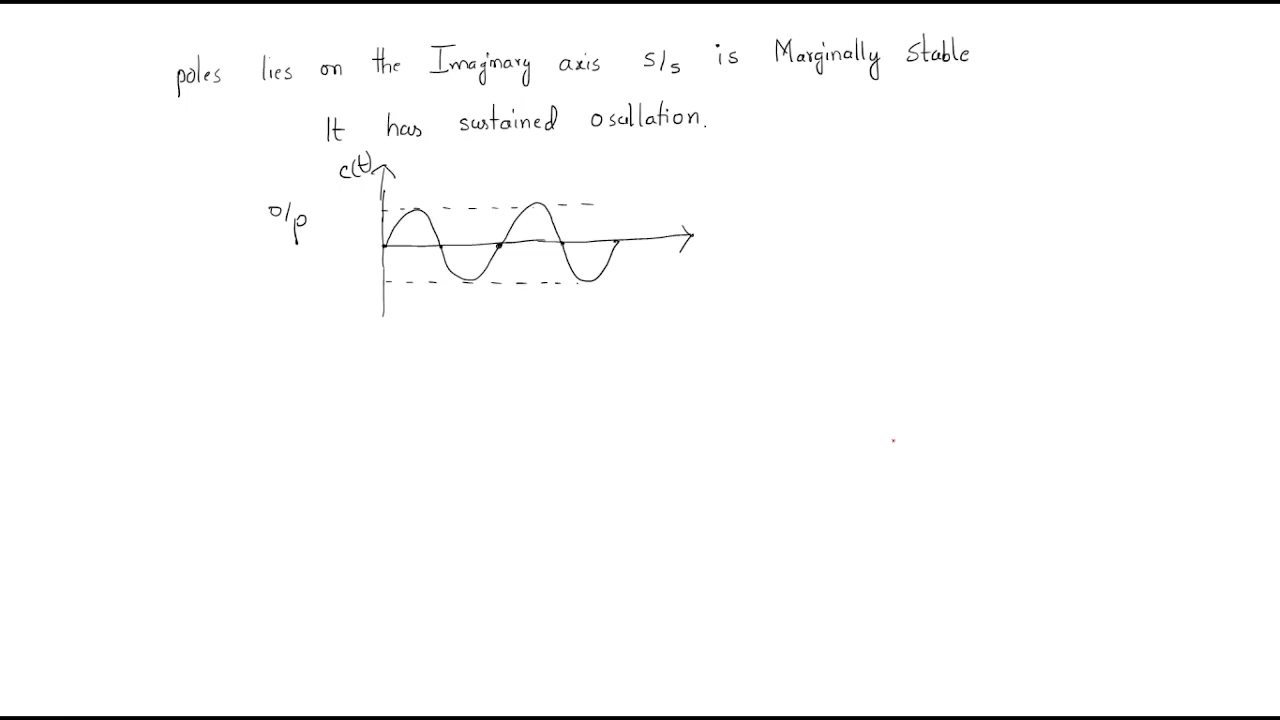 poles lies on the Imaginary axis s/s is Marginally stable
It has sustained oscillation.
c(t)
o/p